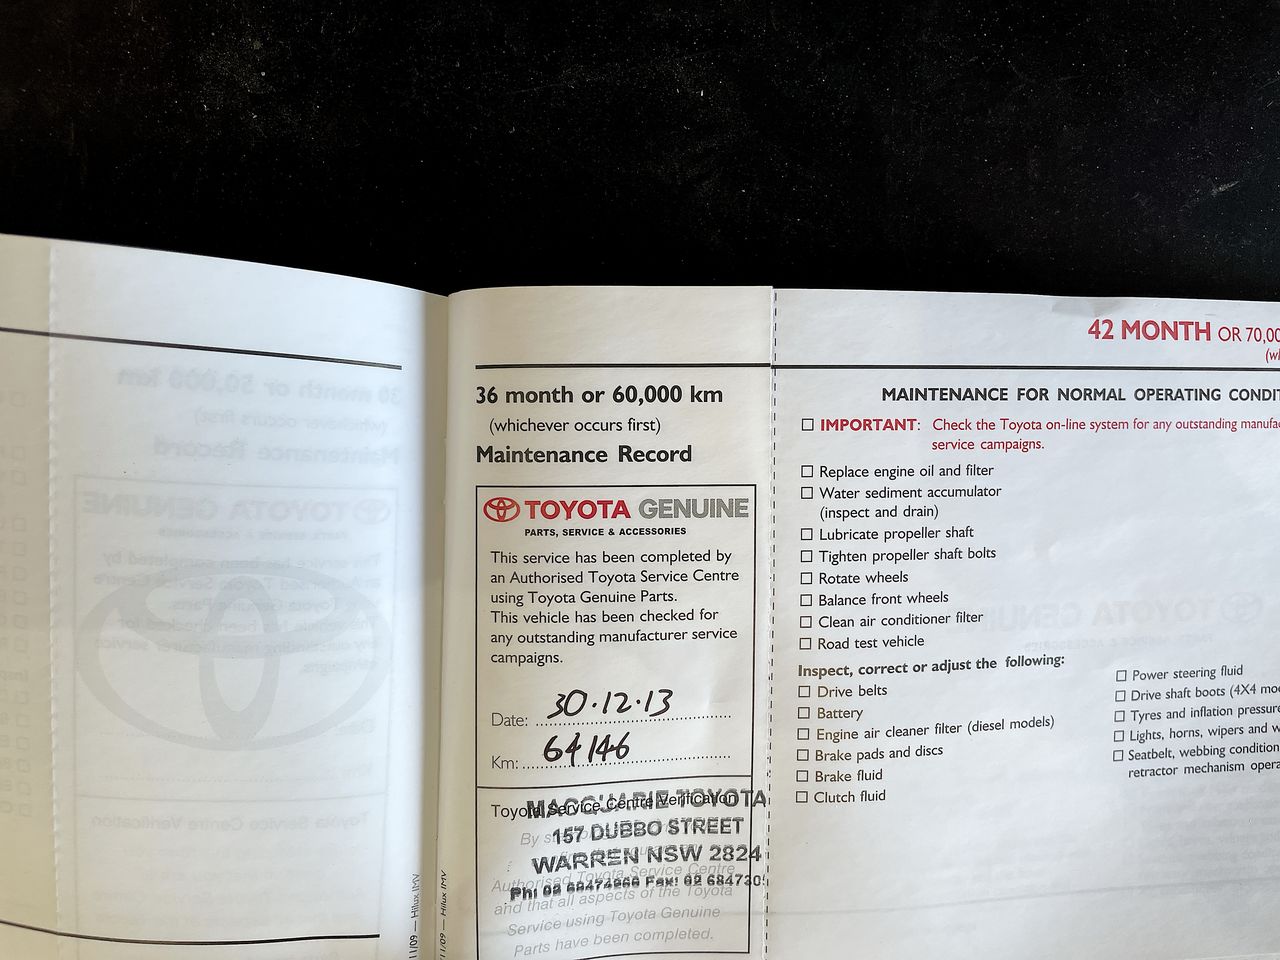 36 month or 60,000 km
(whichever occurs first)
Maintenance Record
TOYOTA GENUINE
PARTS, SERVICE & ACCESSORIES
This service has been completed by
an Authorised Toyota Service Centre
using Toyota Genuine Parts.
This vehicle has been checked for
any outstanding manufacturer service
campaigns.
Date: 30.12.13
Km: 64146
Toyota Service Centre Verification
MACQUARIE TOYOTA
157 DUBBO STREET
WARREN NSW 2824
Authorised Toyota Service Centre
and that all aspects of the Toyota
Service using Toyota Genuine
Parts have been completed.
11/09 — Hilux IMV
11/09 — Hilux IMV
42 MONTH OR 70,00
MAINTENANCE FOR NORMAL OPERATING CONDIT
☐ IMPORTANT: Check the Toyota on-line system for any outstanding manufac
service campaigns.
☐ Replace engine oil and filter
☐ Water sediment accumulator
(inspect and drain)
☐ Lubricate propeller shaft
☐ Tighten propeller shaft bolts
☐ Rotate wheels
☐ Balance front wheels
☐ Clean air conditioner filter
☐ Road test vehicle
Inspect, correct or adjust the following:
☐ Drive belts
☐ Battery
☐ Engine air cleaner filter (diesel models)
☐ Brake pads and discs
☐ Brake fluid
☐ Clutch fluid
☐ Power steering fluid
☐ Drive shaft boots (4X4 mo
☐ Tyres and inflation pressure
☐ Lights, horns, wipers and w
☐ Seatbelt, webbing condition
retractor mechanism opera